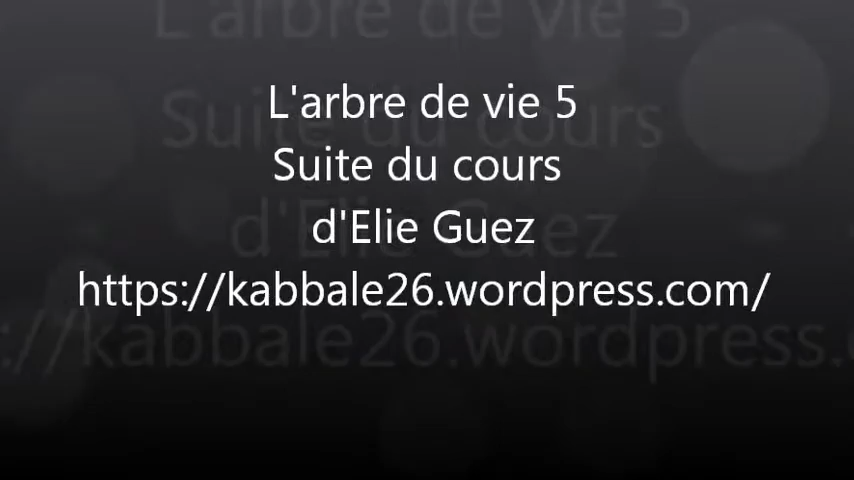 L'arbre de vie 5
Suite du cours
d'Elie Guez
https://kabbale26.wordpress.com/